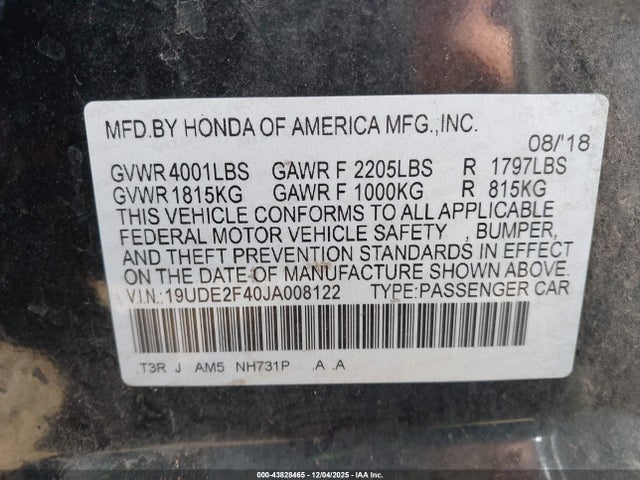 MFD.BY HONDA OF AMERICA MFG.,INC.
08/'18
GVWR 4001LBS GAWR F 2205LBS R 1797LBS
GVWR 1815KG GAWR F 1000KG R 815KG
THIS VEHICLE CONFORMS TO ALL APPLICABLE
FEDERAL MOTOR VEHICLE SAFETY , BUMPER,
AND THEFT PREVENTION STANDARDS IN EFFECT
ON THE DATE OF MANUFACTURE SHOWN ABOVE.
V.I.N.:19UDE2F40JA008122 TYPE:PASSENGER CAR
T3R J AM5 NH731P .A .A
000-43828465 - 12/04/2025 - IAA Inc.